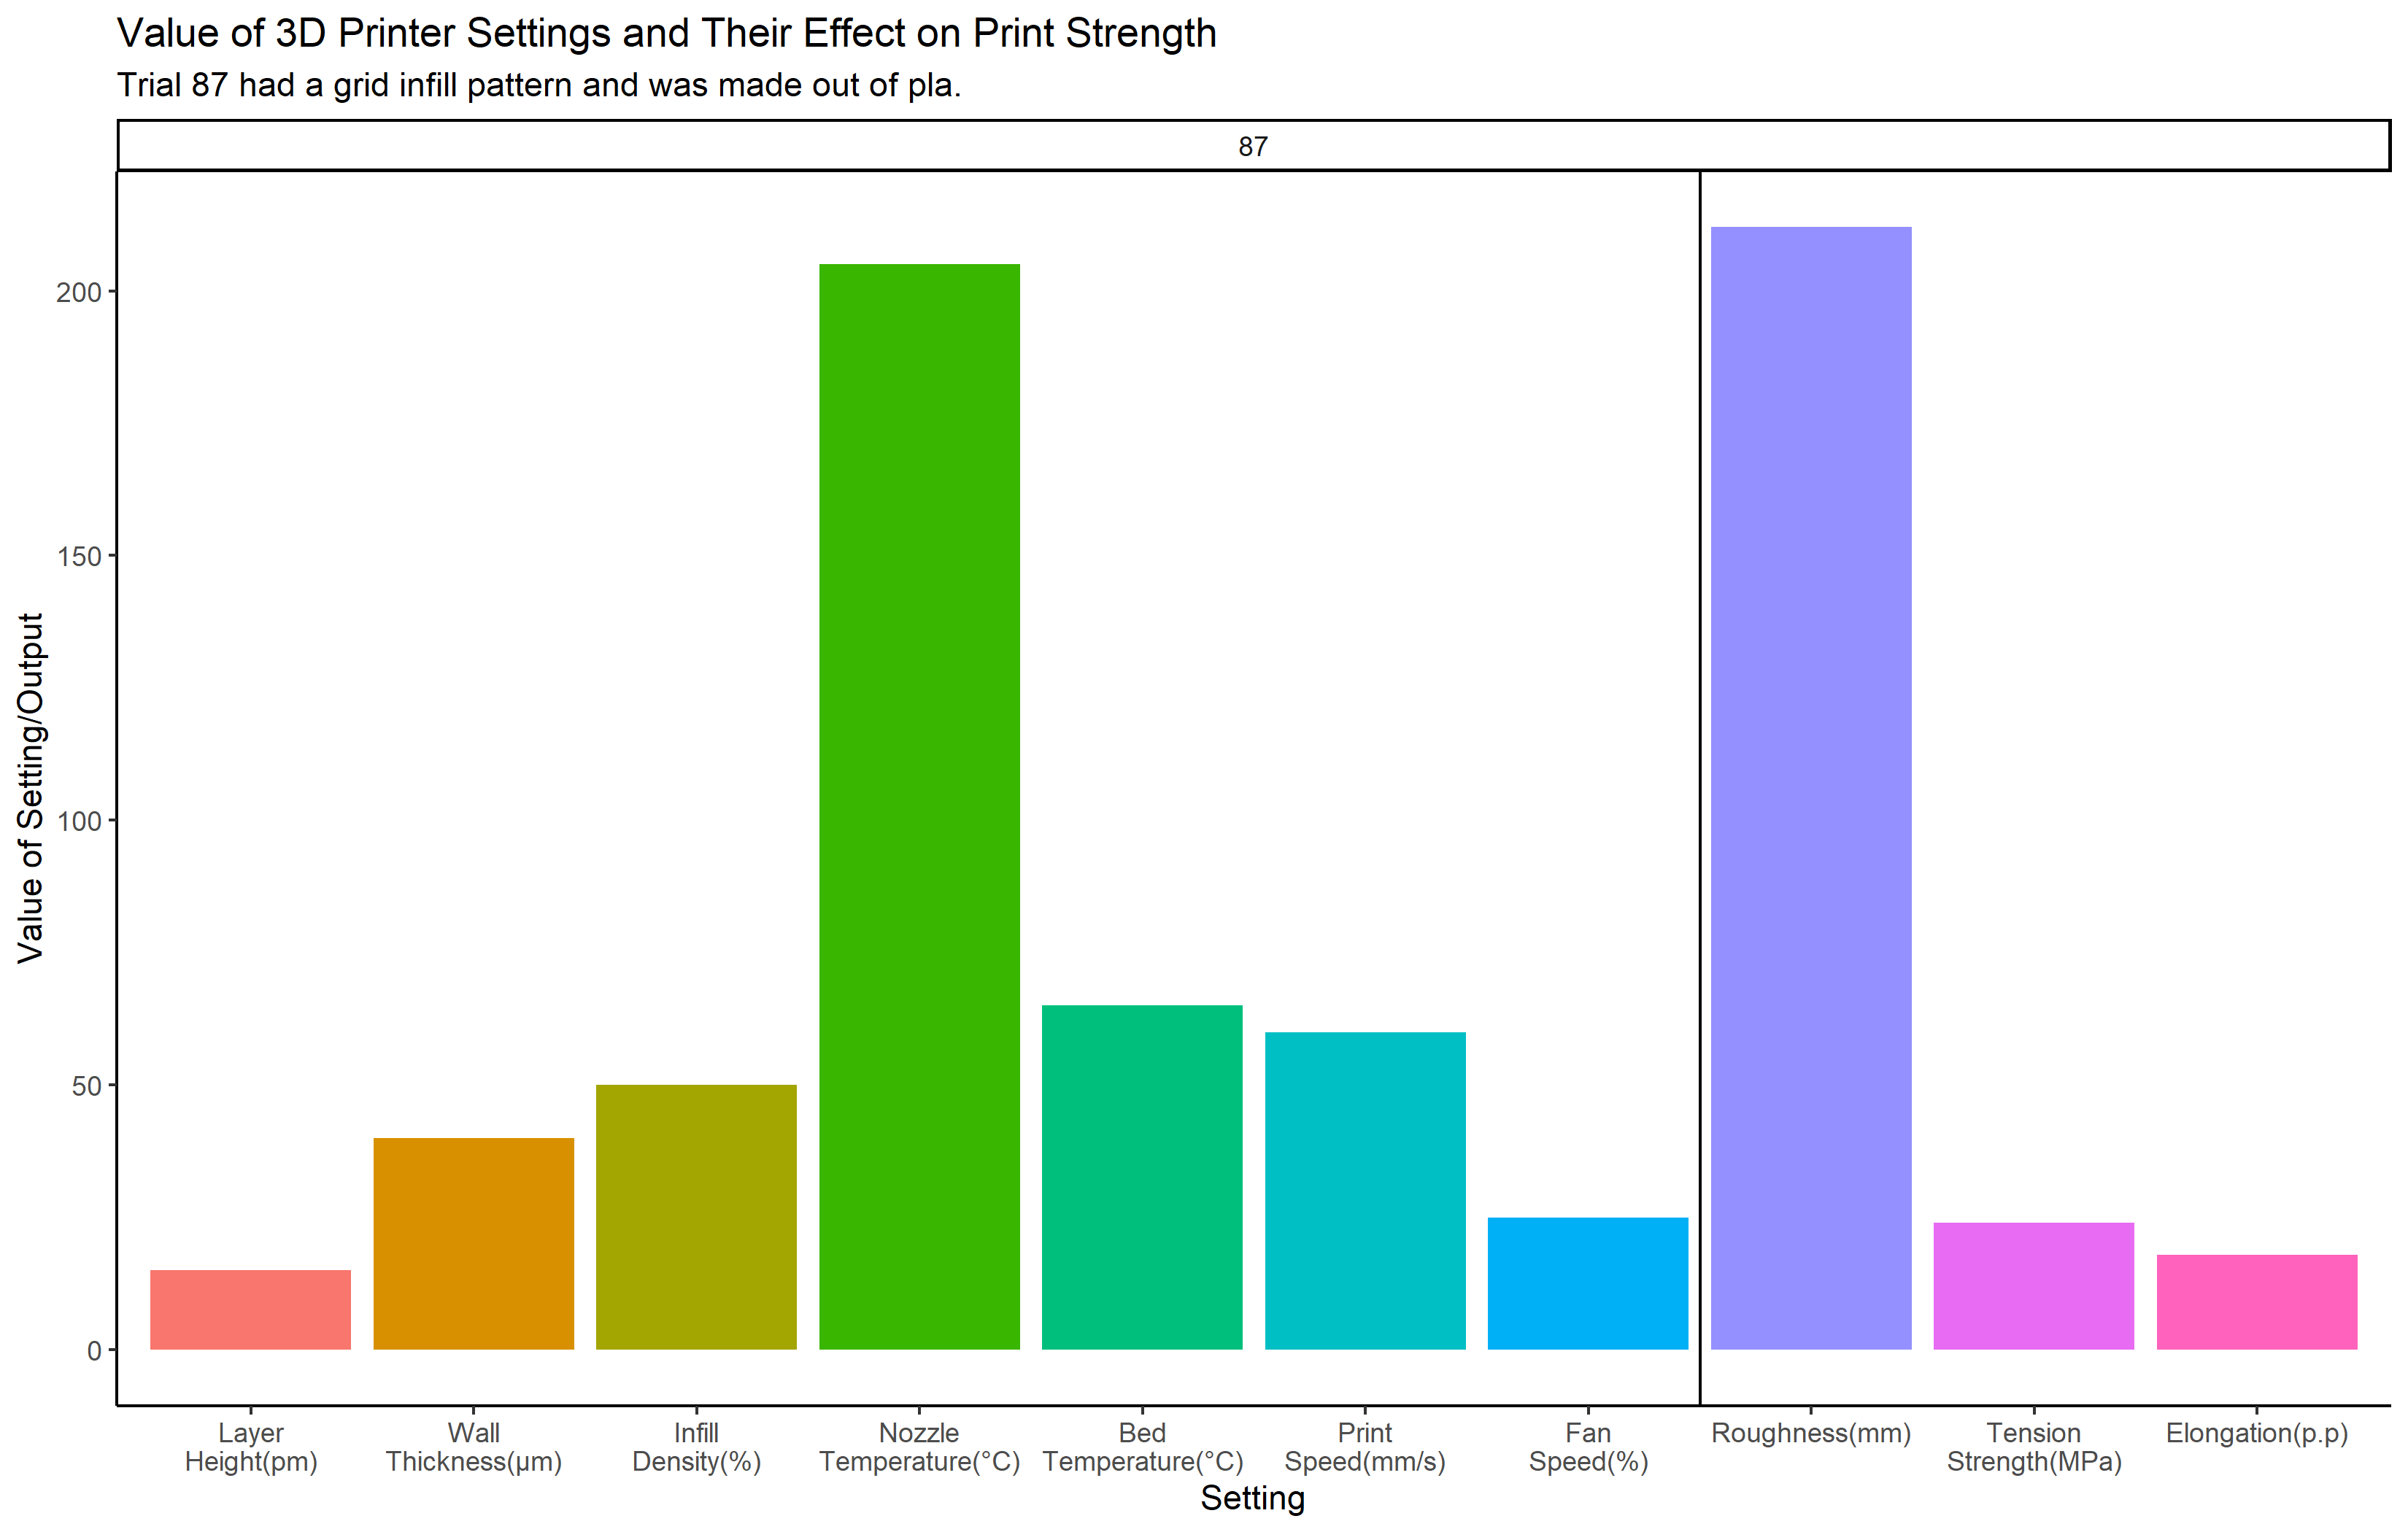 Value of 3D Printer Settings and Their Effect on Print Strength
Trial 87 had a grid infill pattern and was made out of pla.
87
Value of Setting/Output
200
150
100
50
0
Layer
Height(pm)
Wall
Thickness(µm)
Infill
Density(%)
Nozzle
Temperature(°C)
Bed
Temperature(°C)
Print
Speed(mm/s)
Fan
Speed(%)
Roughness(mm)
Tension
Strength(MPa)
Elongation(p.p)
Setting